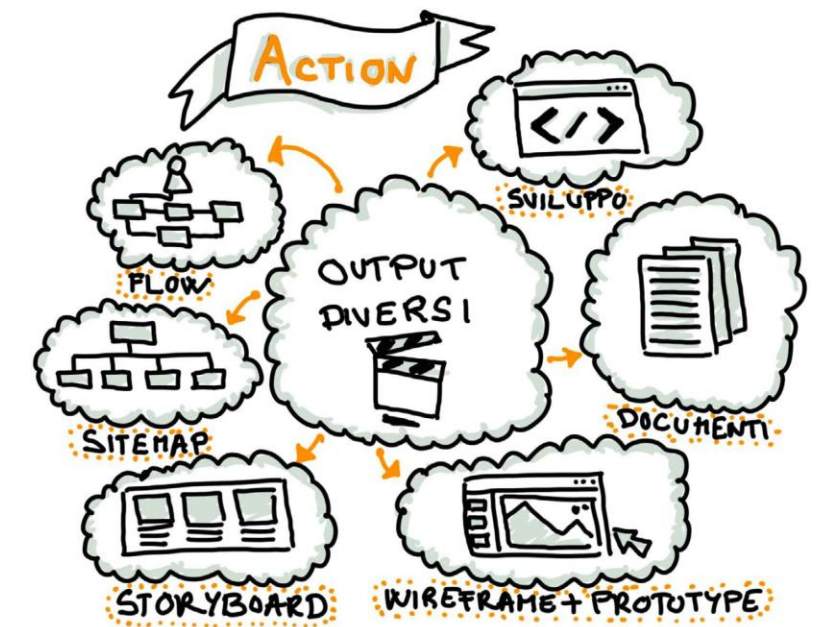 ACTION
SVILUPPO
FLOW
OUTPUT
DIVERSI
</>
DOCUMENTI
SITEMAP
STORYBOARD
WIREFRAME + PROTOTYPE